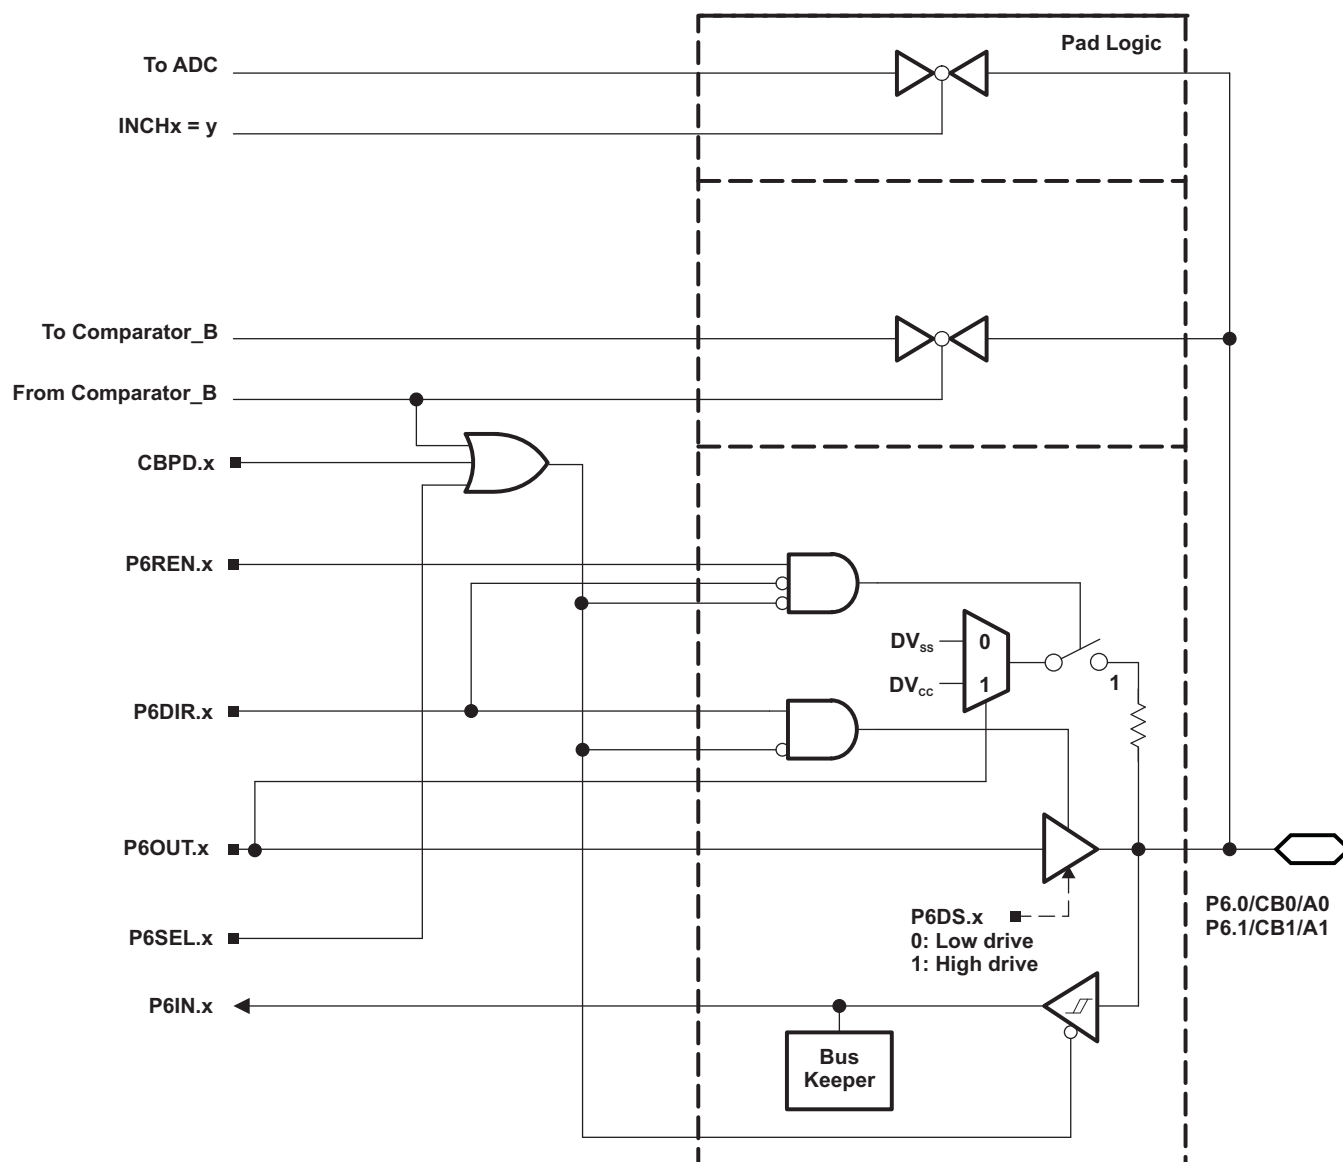 Pad Logic
To ADC
INCHx = y
To Comparator_B
From Comparator_B
CBPD.x
P6REN.x
DVss 0
DVcc 1
1
P6DIR.x
P6OUT.x
P6DS.x
0: Low drive
1: High drive
P6.0/CB0/A0
P6.1/CB1/A1
P6SEL.x
P6IN.x
Bus
Keeper